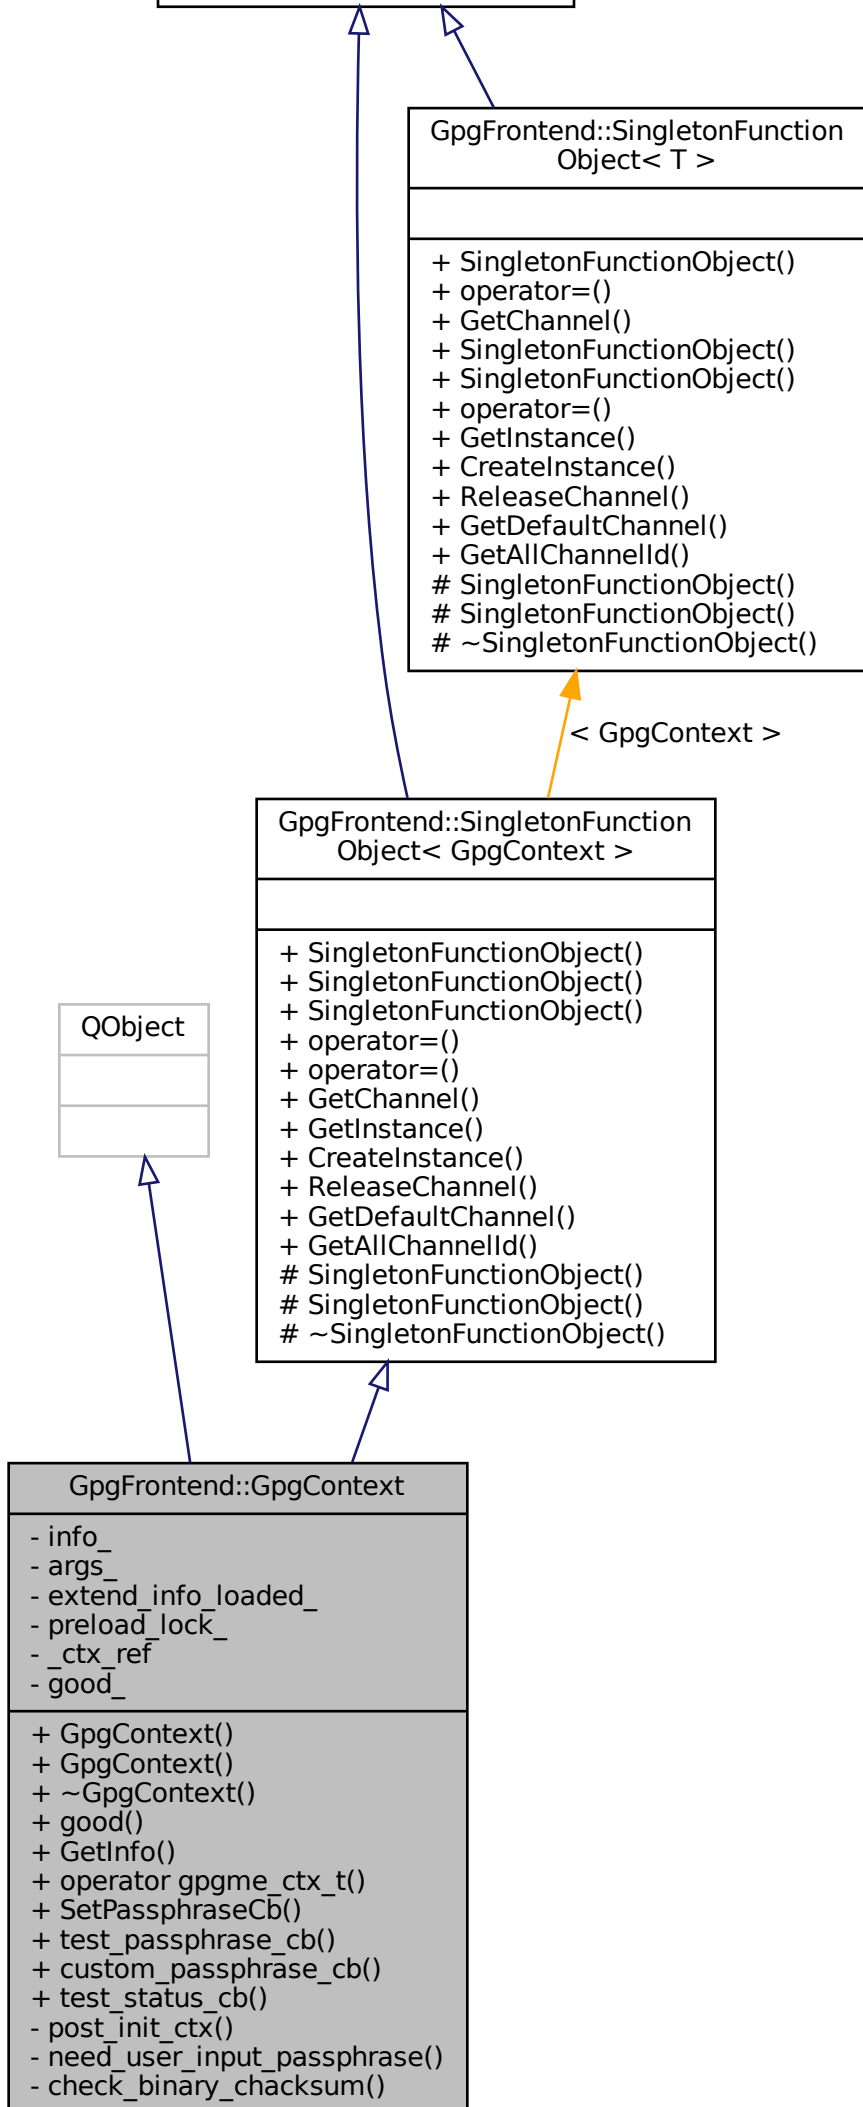 GpgFrontend::SingletonFunction
Object< T >
+ SingletonFunctionObject()
+ operator=()
+ GetChannel()
+ SingletonFunctionObject()
+ SingletonFunctionObject()
+ operator=()
+ GetInstance()
+ CreateInstance()
+ ReleaseChannel()
+ GetDefaultChannel()
+ GetAllChannelId()
# SingletonFunctionObject()
# SingletonFunctionObject()
# ~SingletonFunctionObject()
< GpgContext >
GpgFrontend::SingletonFunction
Object< GpgContext >
+ SingletonFunctionObject()
+ SingletonFunctionObject()
+ SingletonFunctionObject()
+ operator=()
+ operator=()
+ GetChannel()
+ GetInstance()
+ CreateInstance()
+ ReleaseChannel()
+ GetDefaultChannel()
+ GetAllChannelId()
# SingletonFunctionObject()
# SingletonFunctionObject()
# ~SingletonFunctionObject()
QObject
GpgFrontend::GpgContext
- info_
- args_
- extend_info_loaded_
- preload_lock_
- _ctx_ref
- good_
+ GpgContext()
+ GpgContext()
+ ~GpgContext()
+ good()
+ GetInfo()
+ operator gpgme_ctx_t()
+ SetPassphraseCb()
+ test_passphrase_cb()
+ custom_passphrase_cb()
+ test_status_cb()
- post_init_ctx()
- need_user_input_passphrase()
- check_binary_chacksum()